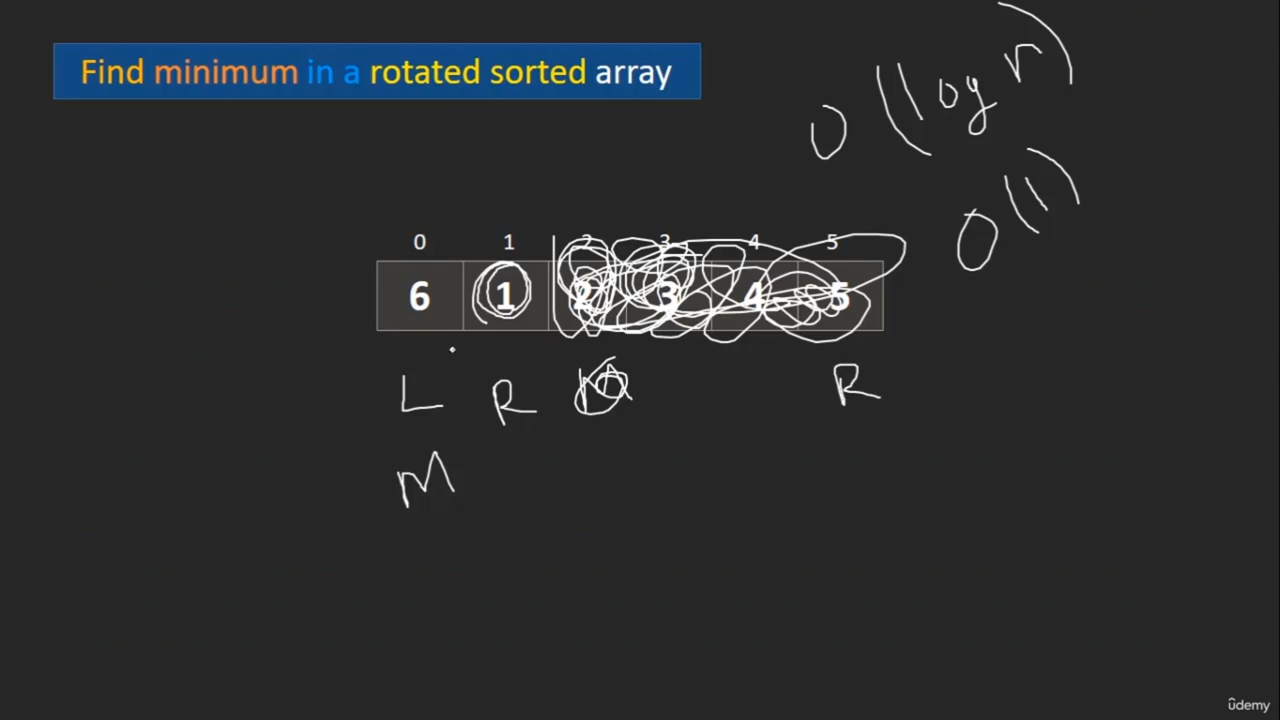 Find minimum in a rotated sorted array
O(log n)
O(1)
0 1 2 3 4 5
6 1 2 3 4 5
L R M R
M
ûdemy